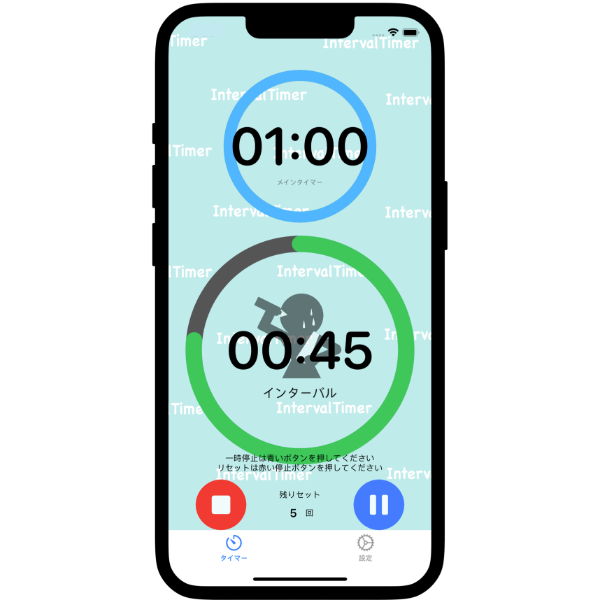 IntervalTimer
IntervalTimer
IntervalTimer
01:00
メインタイマー
IntervalTimer
IntervalTimer
IntervalTimer
00:45
インターバル
IntervalTimer
一時停止は青いボタンを押してください
リセットは赤い停止ボタンを押してください
IntervalTimer
残りセット
5 回
タイマー
設定